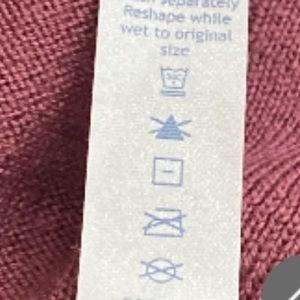 separately
Reshape while
wet to original
size